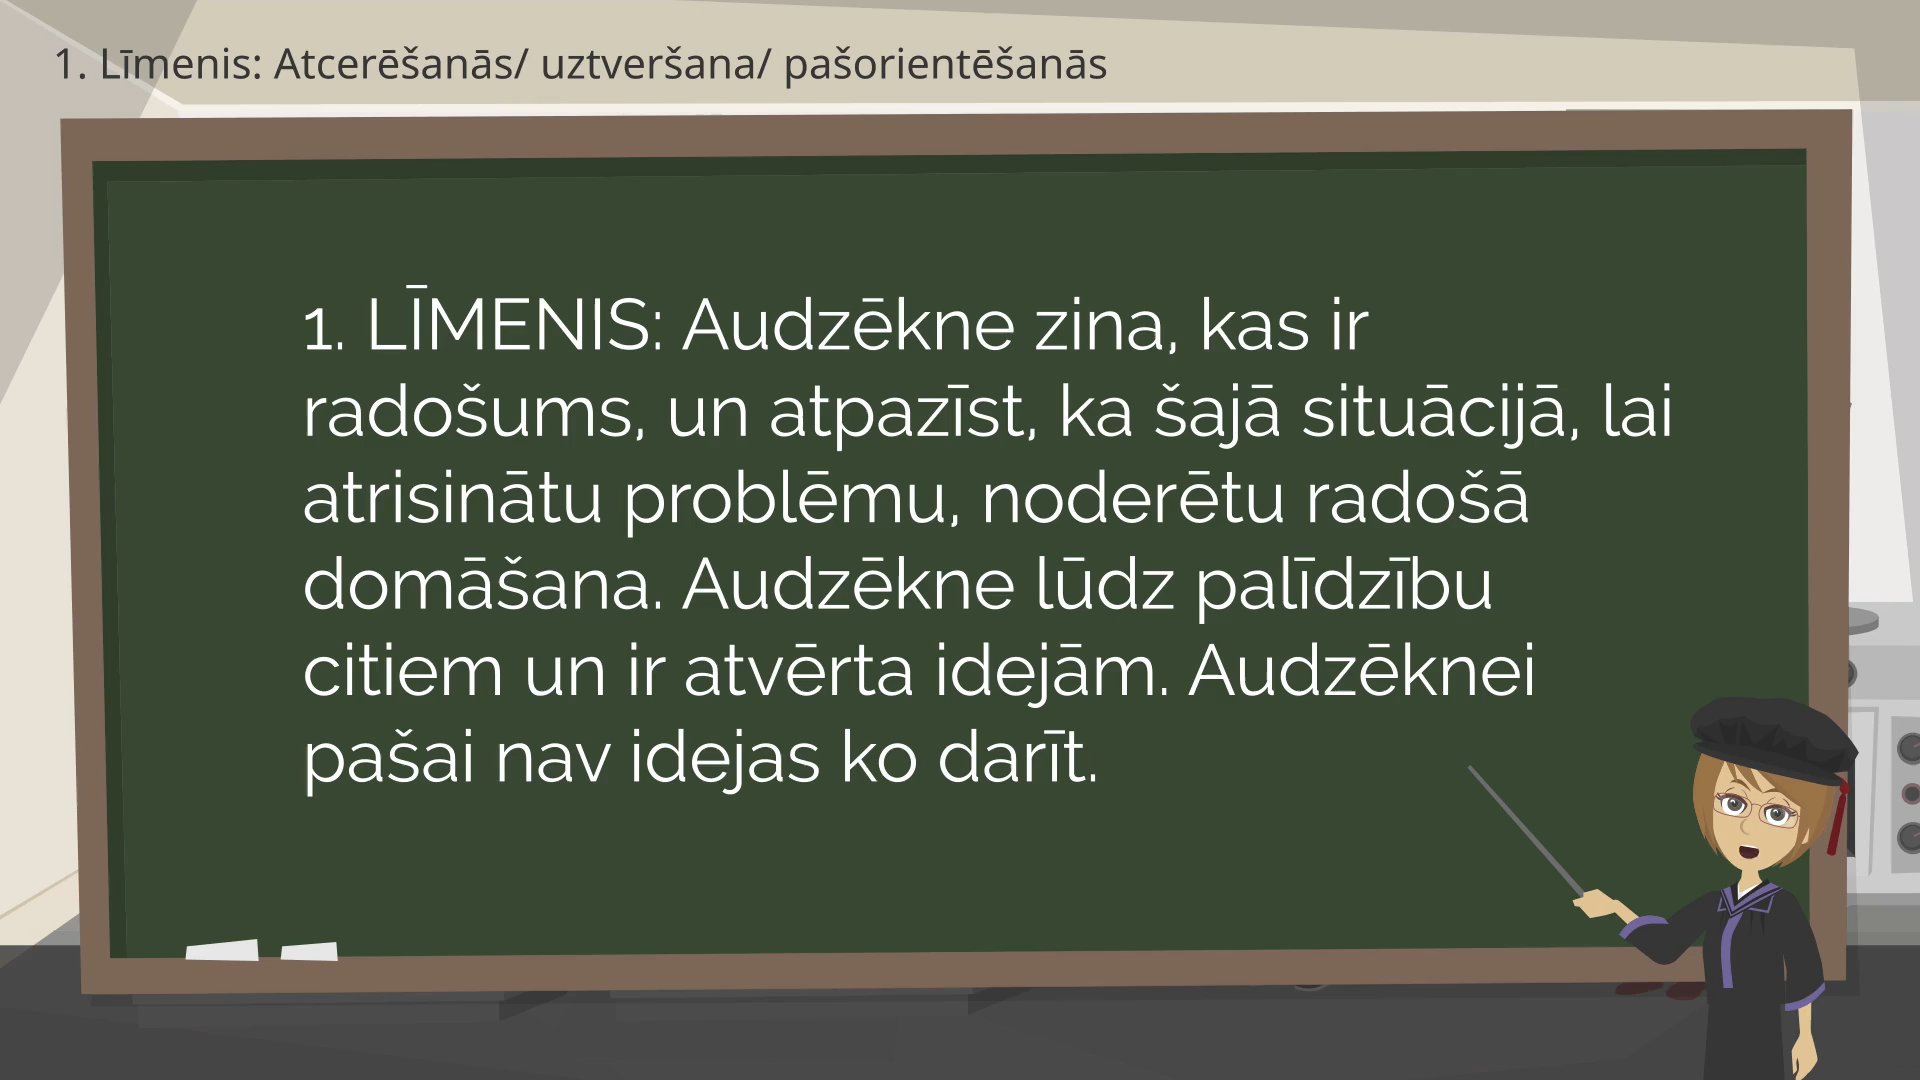 1. Līmenis: Atcerēšanās/ uztveršana/ pašorientēšanās
1. LĪMENIS: Audzēkne zina, kas ir
radošums, un atpazīst, ka šajā situācijā, lai
atrisinātu problēmu, noderētu radošā
domāšana. Audzēkne lūdz palīdzību
citiem un ir atvērta idejām. Audzēknei
pašai nav idejas ko darīt.